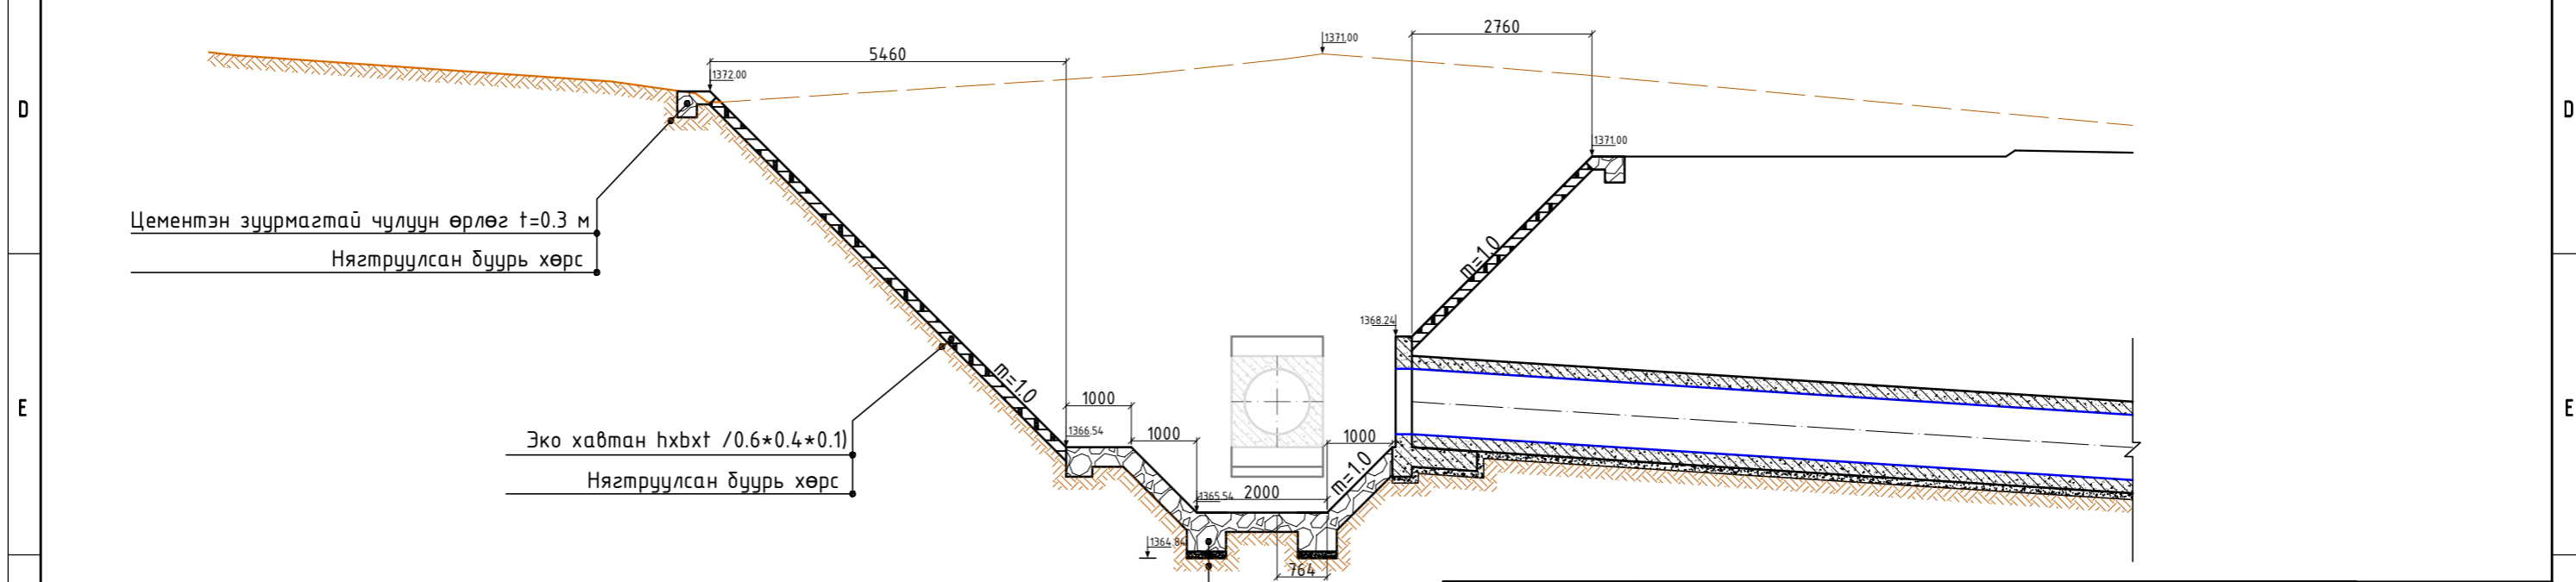 2760
1371.00
5460
1372.00
D
D
1371.00
Цементэн зуурмагтай чулуун өрлөг t=0.3 м
Нягтруулсан буурь хөрс
m=1.0
1368.24
m=1.0
1000
E
E
1366.54
1000
1000
Эко хавтан hxbxt /0.6*0.4*0.1)
m=1.0
Нягтруулсан буурь хөрс
1365.54
2000
1364.84
764